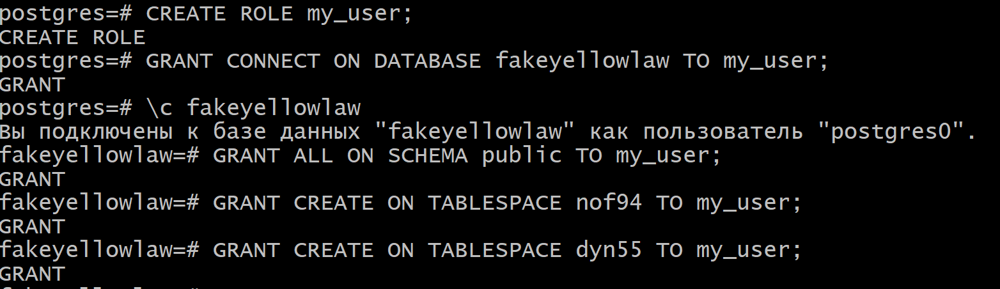 postgres=# CREATE ROLE my_user;
CREATE ROLE
postgres=# GRANT CONNECT ON DATABASE fakeyellowlaw TO my_user;
GRANT
postgres=# \c fakeyellowlaw
Вы подключены к базе данных "fakeyellowlaw" как пользователь "postgres0".
fakeyellowlaw=# GRANT ALL ON SCHEMA public TO my_user;
GRANT
fakeyellowlaw=# GRANT CREATE ON TABLESPACE nof94 TO my_user;
GRANT
fakeyellowlaw=# GRANT CREATE ON TABLESPACE dyn55 TO my_user;
GRANT